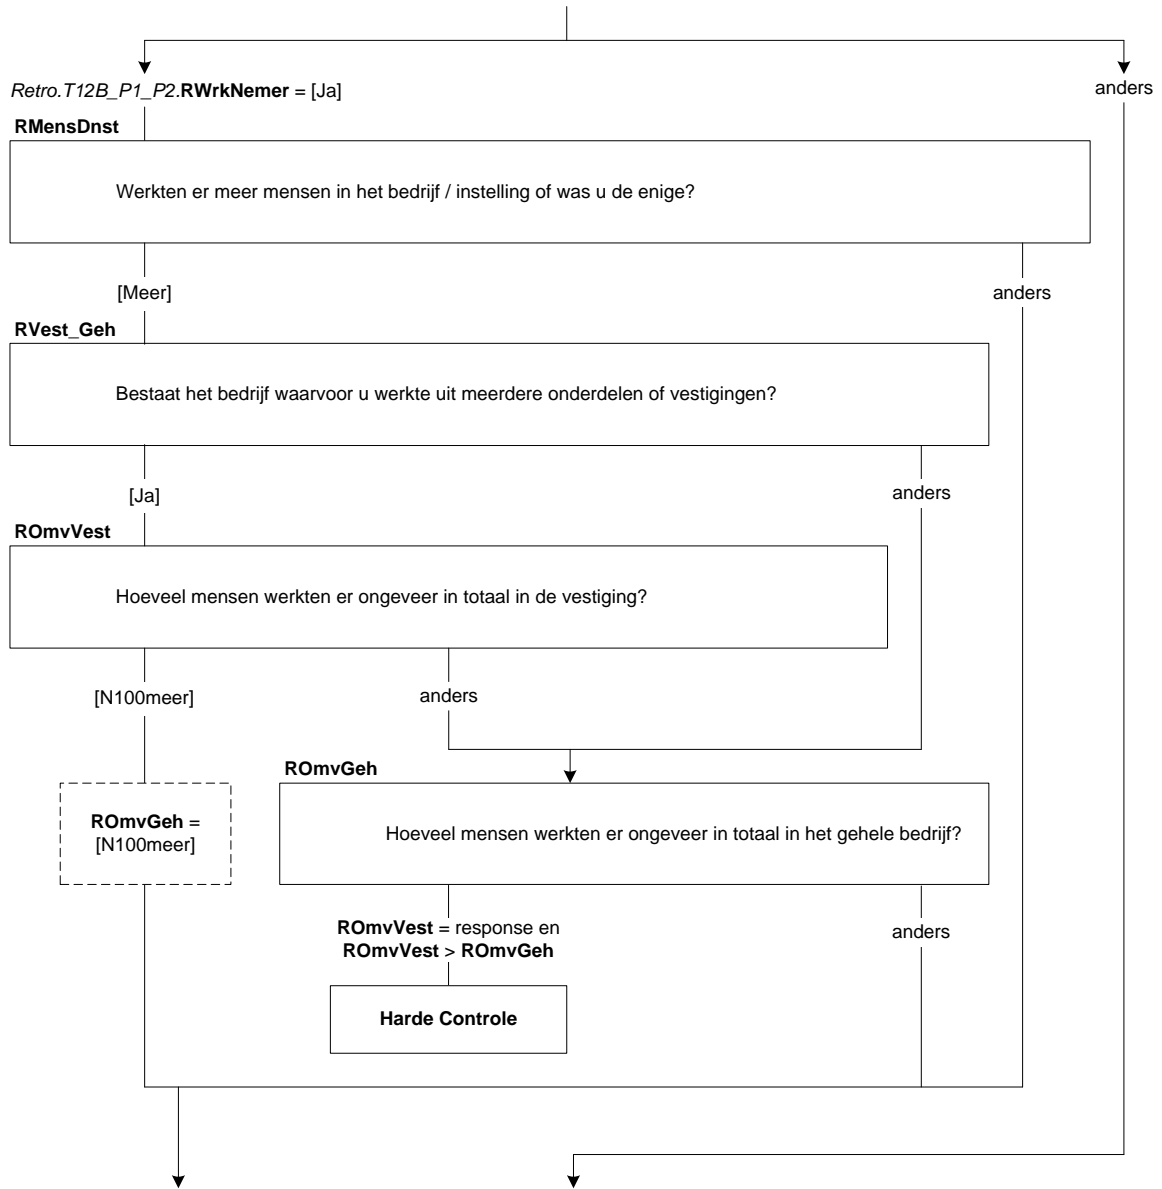 Retro.T12B_P1_P2.RWrkNemer = [Ja]
anders
RMensDnst
Werkten er meer mensen in het bedrijf / instelling of was u de enige?
[Meer]
anders
RVest_Geh
Bestaat het bedrijf waarvoor u werkte uit meerdere onderdelen of vestigingen?
[Ja]
anders
ROmvVest
Hoeveel mensen werkten er ongeveer in totaal in de vestiging?
[N100meer]
anders
ROmvGeh
ROmvGeh =
[N100meer]
Hoeveel mensen werkten er ongeveer in totaal in het gehele bedrijf?
ROmvVest = response en
ROmvVest > ROmvGeh
anders
Harde Controle